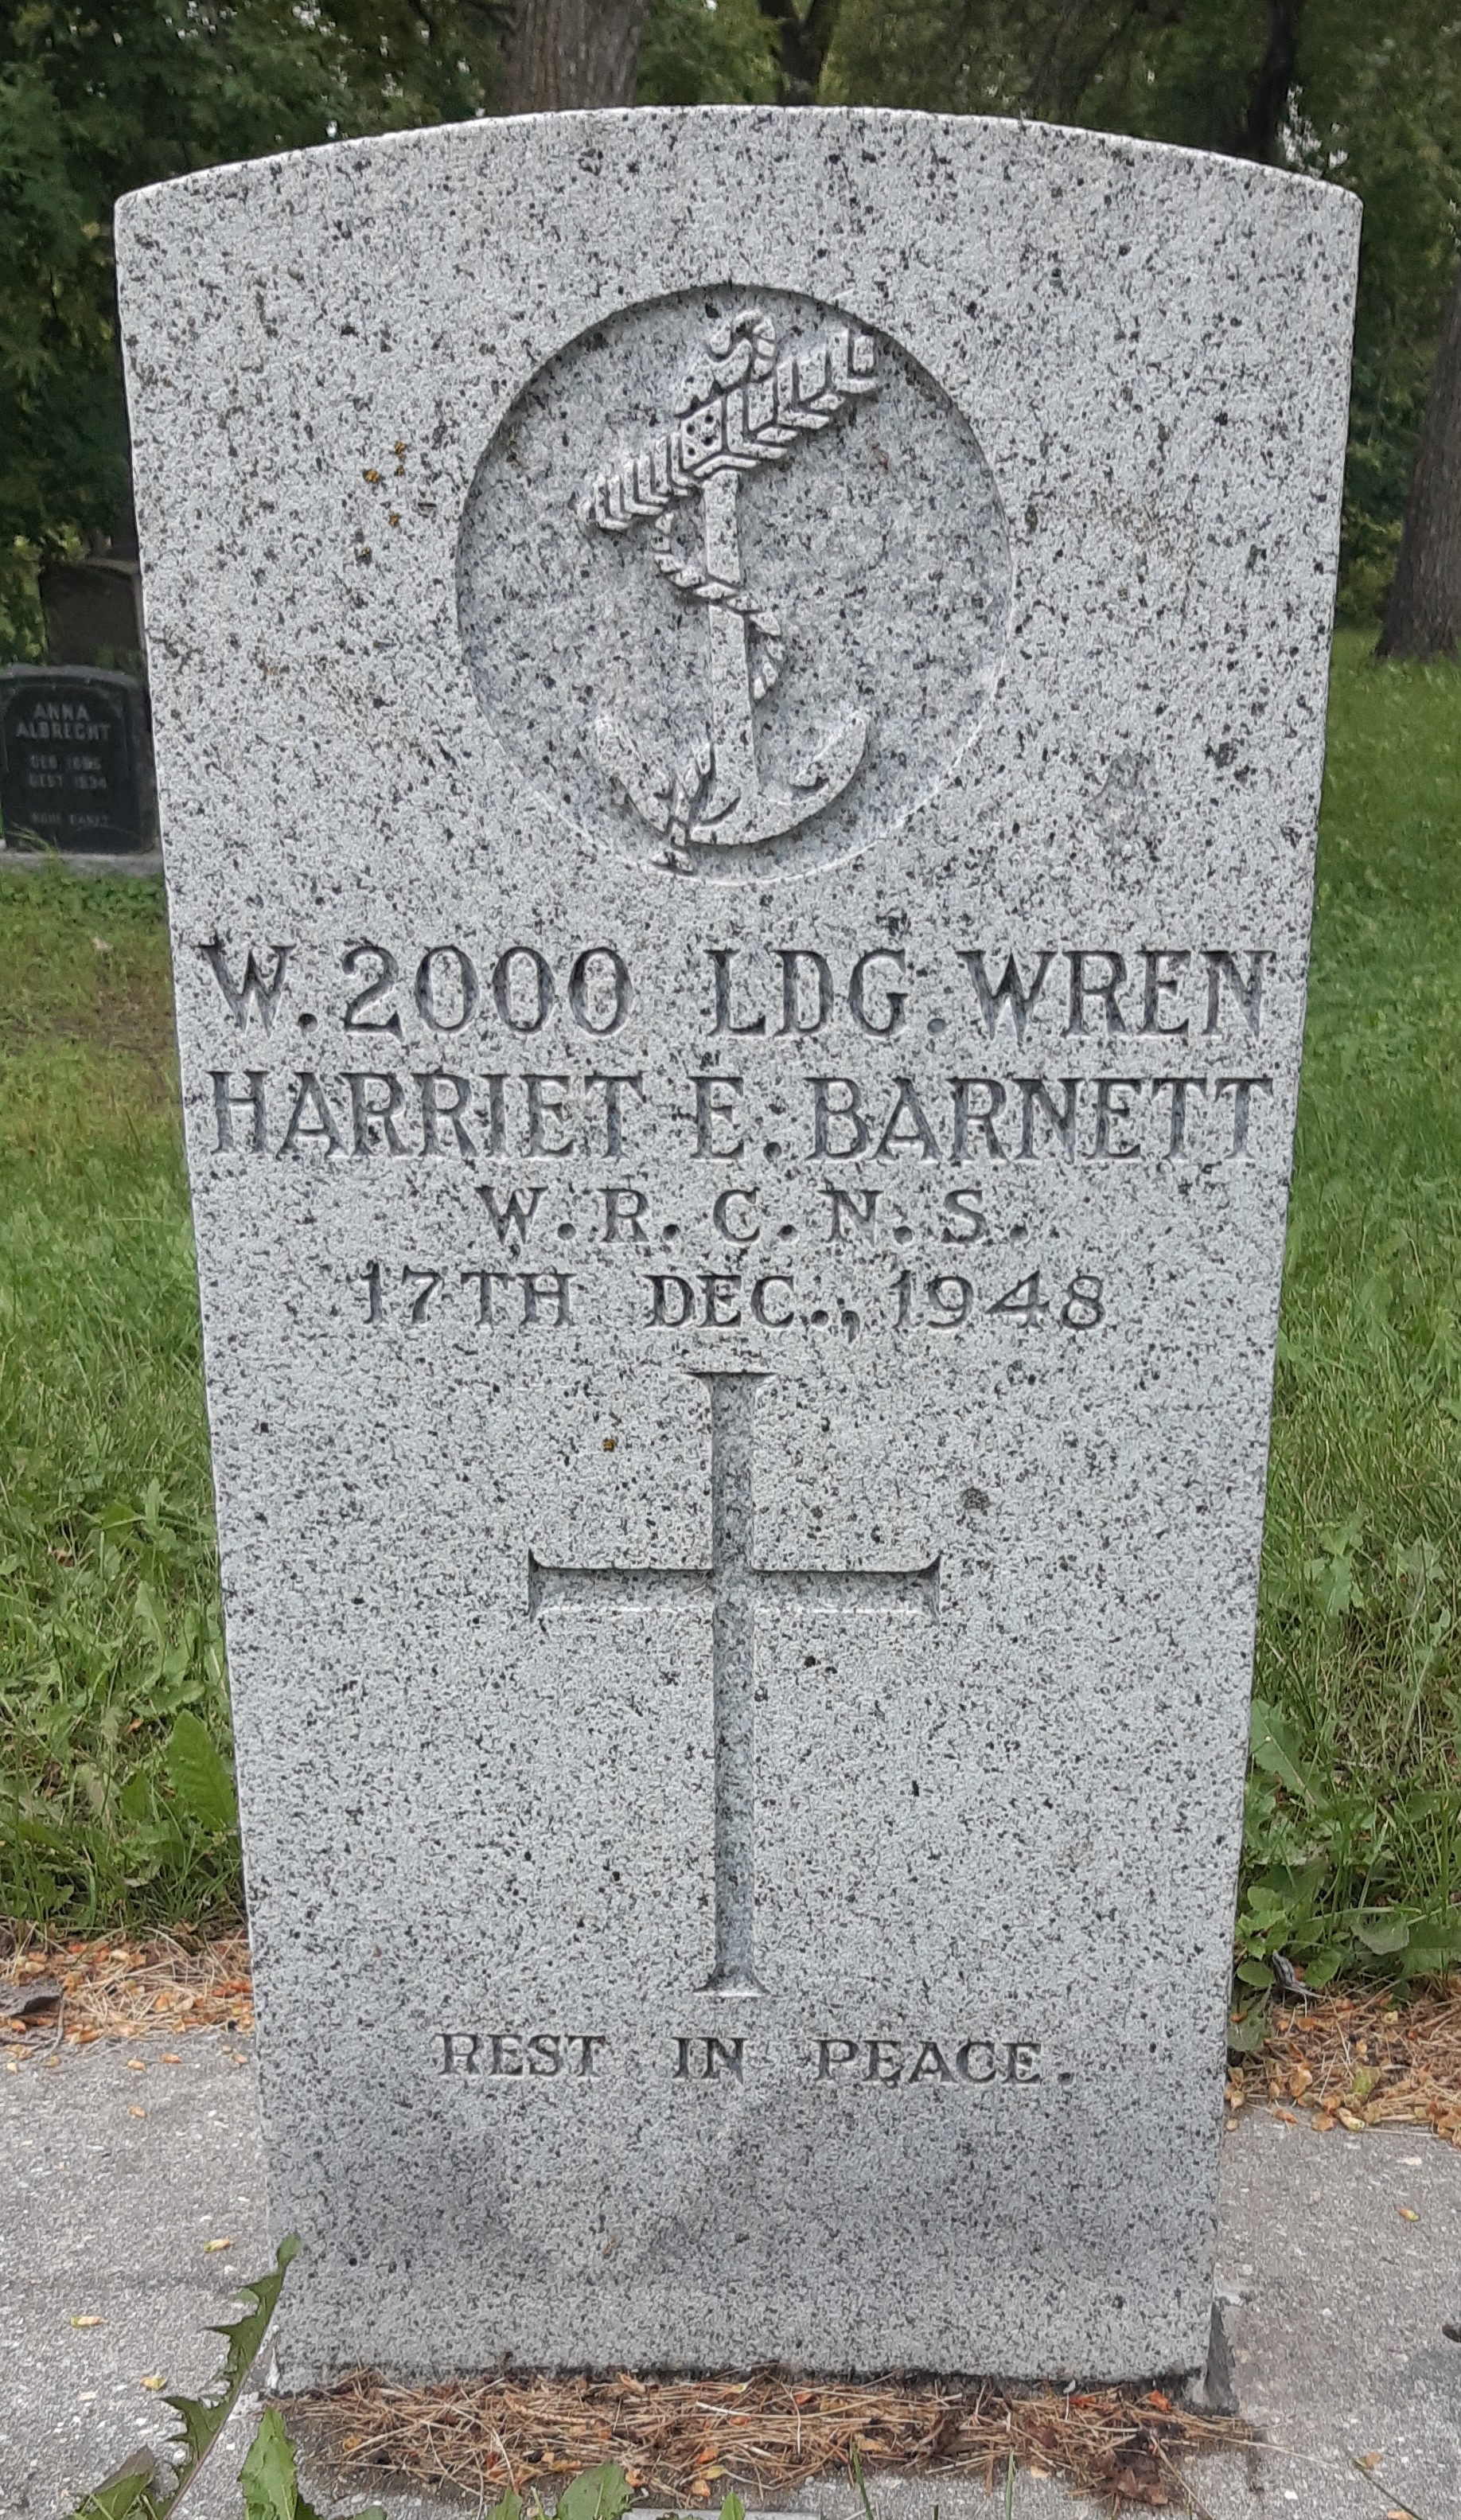 W.2000 LDG.WREN
HARRIET E. BARNETT
W.R.C.N.S.
17TH DEC., 1948
REST IN PEACE.
ANNA
ALBRECHT